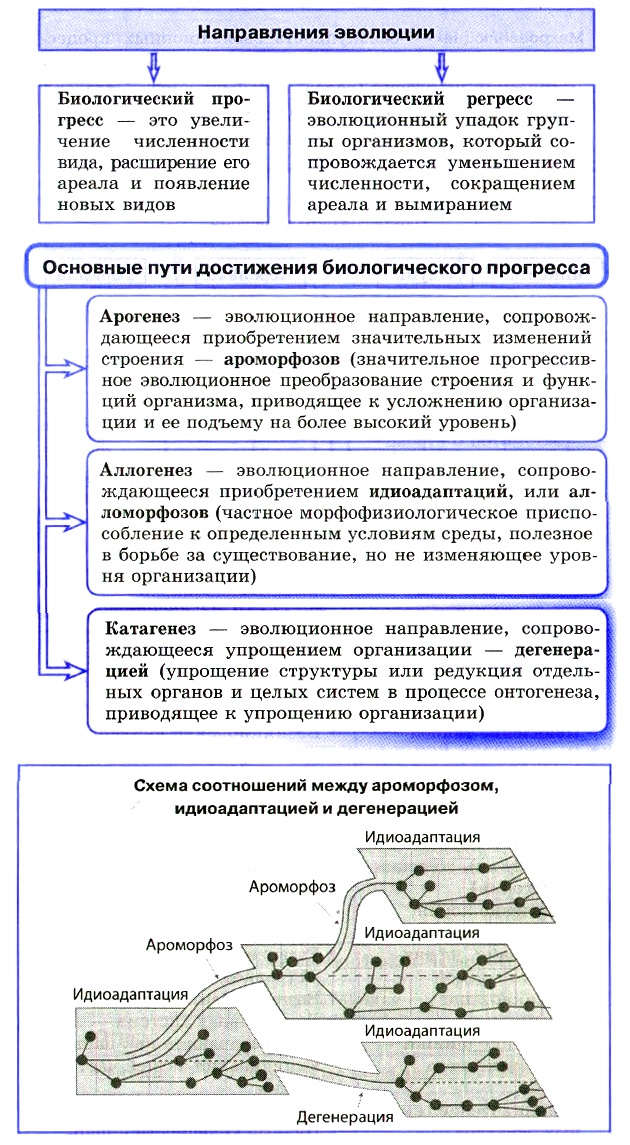 Направления эволюции
Биологический про-
гресс — это увели-
чение численности
вида, расширение его
ареала и появление
новых видов
Биологический регресс —
эволюционный упадок груп-
пы организмов, который со-
провождается уменьшением
численности, сокращением
ареала и вымиранием
Основные пути достижения биологического прогресса
Арогенез — эволюционное направление, сопровож-
дающееся приобретением значительных изменений
строения — ароморфозов (значительное прогрессив-
ное эволюционное преобразование строения и функ-
ций организма, приводящее к усложнению организа-
ции и ее подъему на более высокий уровень)
Аллогенез — эволюционное направление, сопрово-
ждающееся приобретением идиоадаптаций, или ал-
ломорфозов (частное морфофизиологическое приспо-
собление к определенным условиям среды, полезное
в борьбе за существование, но не изменяющее уров-
ня организации)
Катагенез — эволюционное направление, сопрово-
ждающееся упрощением организации — дегенера-
цией (упрощение структуры или редукция отдель-
ных органов и целых систем в процессе онтогенеза,
приводящее к упрощению организации)
Схема соотношений между ароморфозом,
идиоадаптацией и дегенерацией
Идиоадаптация
Ароморфоз
Идиоадаптация
Ароморфоз
Идиоадаптация
Идиоадаптация
Дегенерация